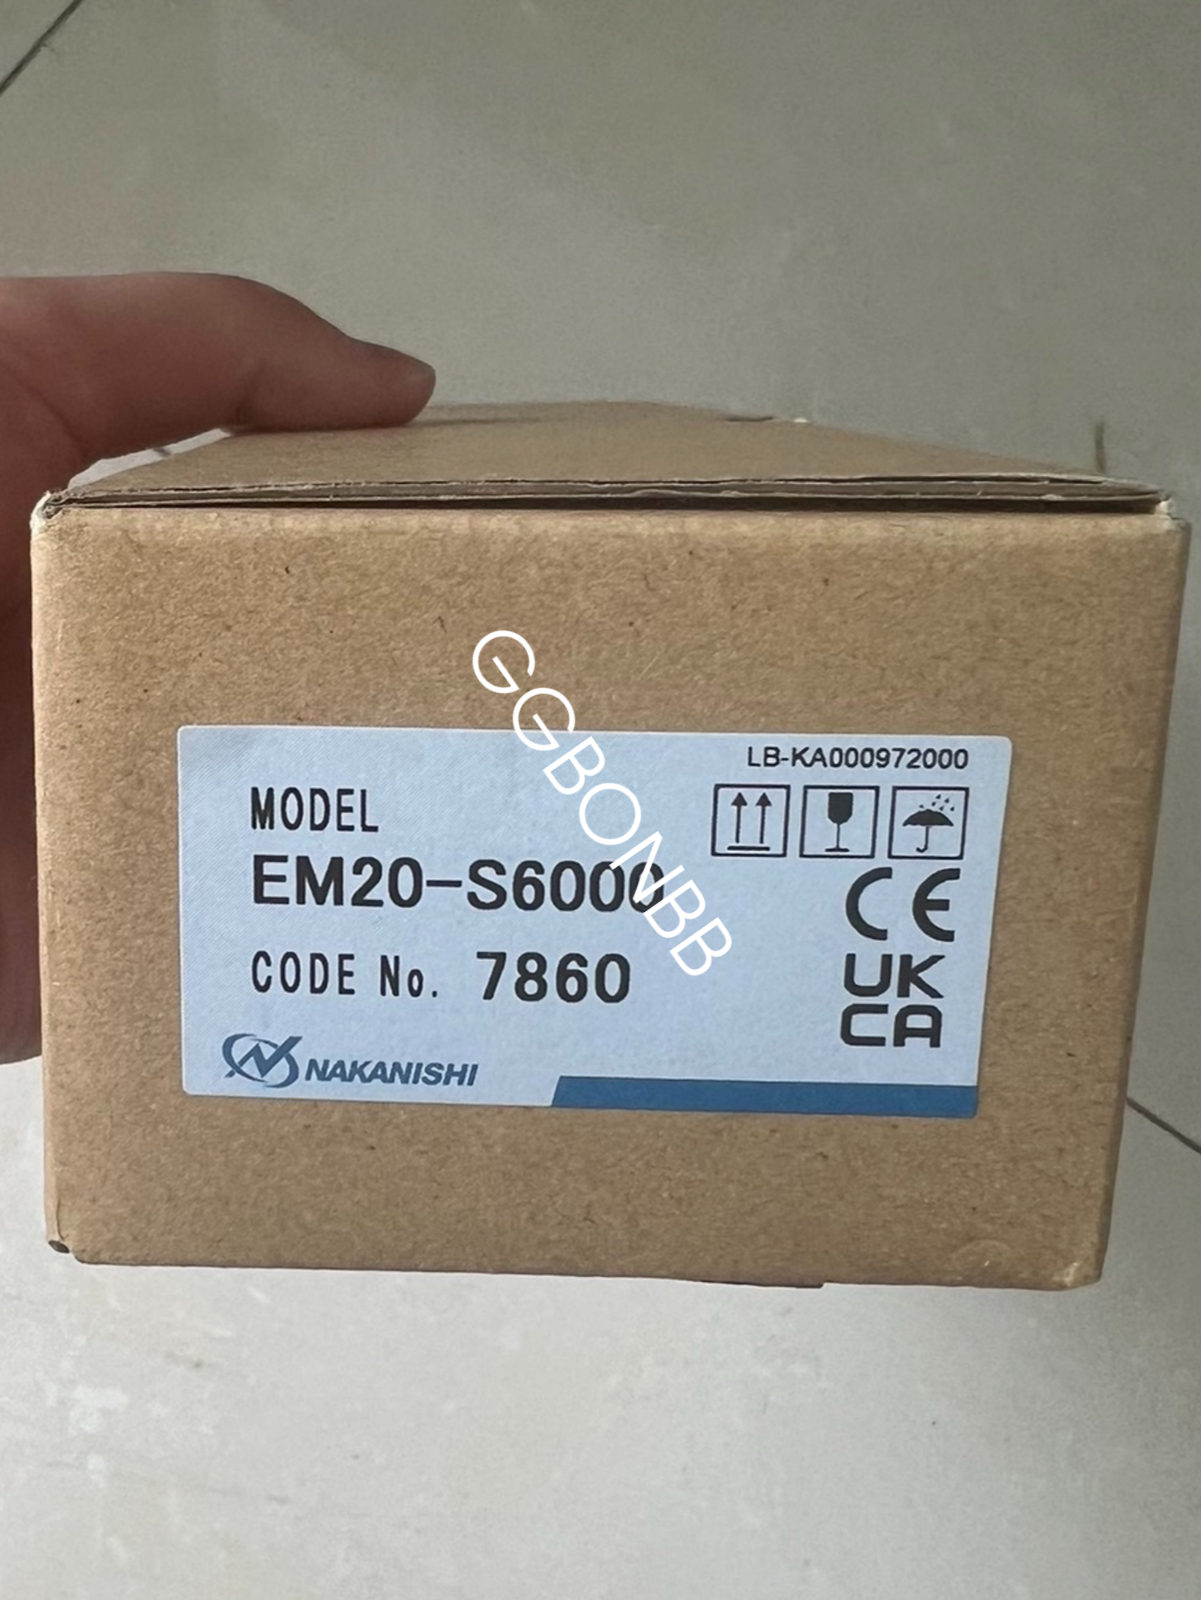 LB-KA000972000
MODEL
EM20-S6000
CODE No. 7860
CE
UK
CA
NAKANISHI
GGBONBB